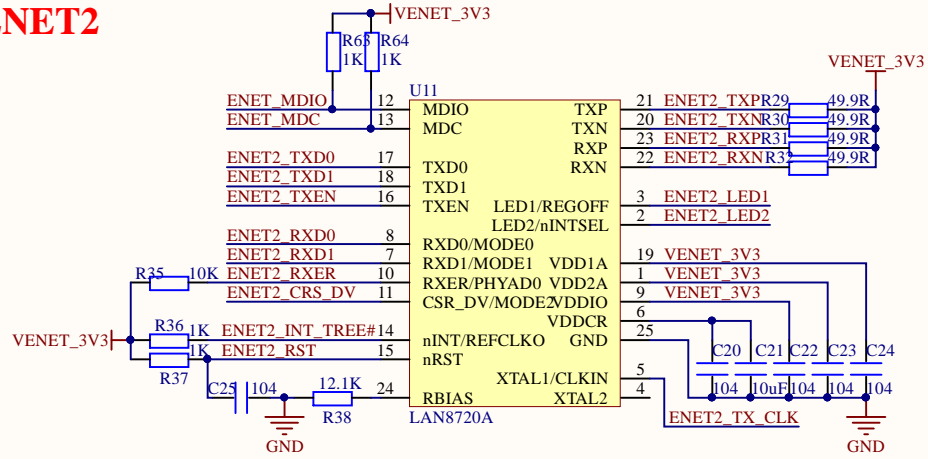 ENET2
VENET_3V3
R63 R64
1K 1K
VENET_3V3
U11
ENET_MDIO 12 MDIO TXP 21 ENET2_TXP R29 49.9R
ENET_MDC 13 MDC TXN 20 ENET2_TXN R30 49.9R
RXP 23 ENET2_RXP R31 49.9R
ENET2_TXD0 17 TXD0 RXN 22 ENET2_RXN R32 49.9R
ENET2_TXD1 18 TXD1
ENET2_TXEN 16 TXEN LED1/REGOFF 3 ENET2_LED1
LED2/nINTSEL 2 ENET2_LED2
ENET2_RXD0 8 RXD0/MODE0
ENET2_RXD1 7 RXD1/MODE1 VDD1A 19 VENET_3V3
R35 10K ENET2_RXER 10 RXER/PHYAD0 VDD2A 1 VENET_3V3
ENET2_CRS_DV 11 CSR_DV/MODE2 VDDIO 9 VENET_3V3
VDDCR 6
VENET_3V3 R36 1K ENET2_INT_TREE# 14 nINT/REFCLKO GND 25
R37 1K ENET2_RST 15 nRST C20 C21 C22 C23 C24
XTAL1/CLKIN 5 104 10uF 104 104 104
C25 104 12.1K 24 RBIAS XTAL2 4
R38 LAN8720A ENET2_TX_CLK
GND GND